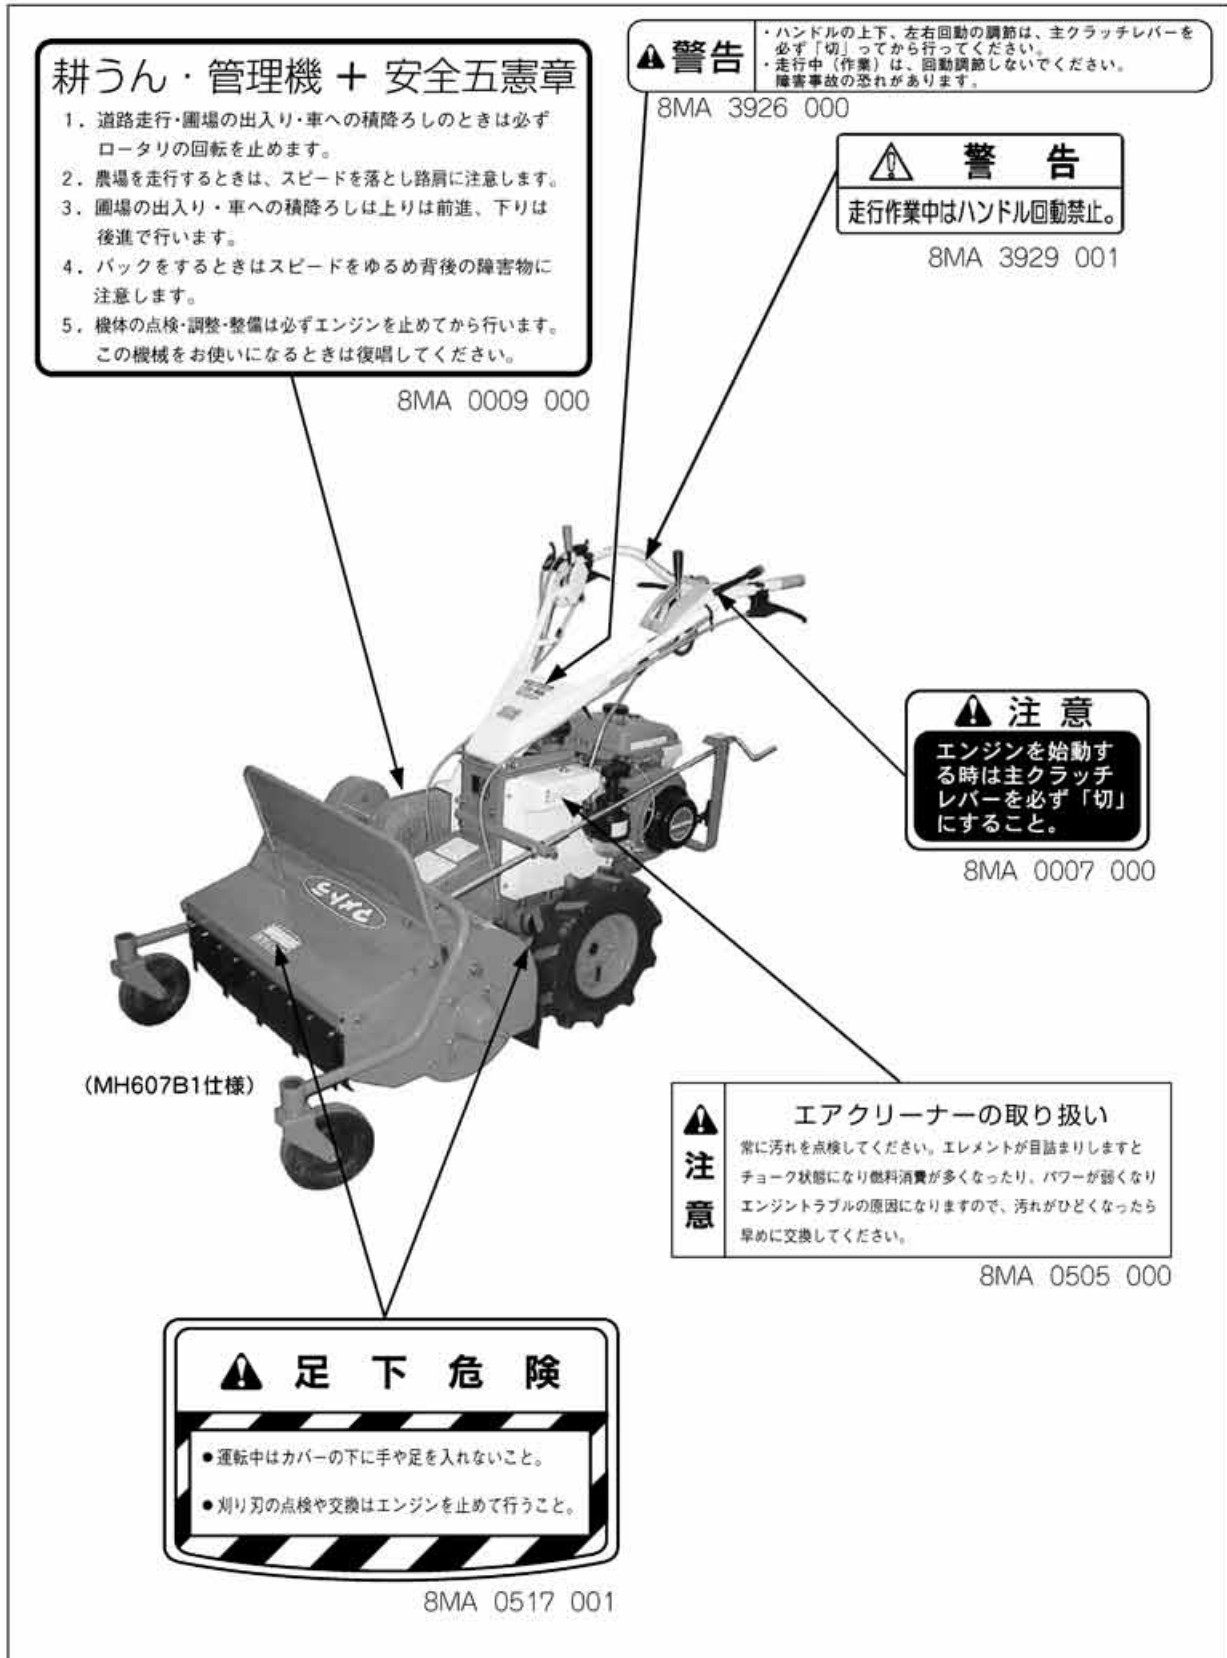 耕うん・管理機 + 安全五憲章
1. 道路走行・圃場の出入り・車への積降ろしのときは必ず
ロータリの回転を止めます。
2. 農場を走行するときは、スピードを落とし路肩に注意します。
3. 圃場の出入り・車への積降ろしは上りは前進、下りは
後進で行います。
4. バックをするときはスピードをゆるめ背後の障害物に
注意します。
5. 機体の点検・調整・整備は必ずエンジンを止めてから行います。
この機械をお使いになるときは復唱してください。
8MA 0009 000
警告
・ハンドルの上下、左右回動の調節は、主クラッチレバーを
必ず「切」ってから行ってください。
・走行中(作業)は、回動調節しないでください。
障害事故の恐れがあります。
8MA 3926 000
警告
走行作業中はハンドル回動禁止。
8MA 3929 001
注意
エンジンを始動す
る時は主クラッチ
レバーを必ず「切」
にすること。
8MA 0007 000
(MH607B1仕様)
注意
エアクリーナーの取り扱い
常に汚れを点検してください。エレメントが目詰まりしますと
チョーク状態になり燃料消費が多くなったり、パワーが弱くなり
エンジントラブルの原因になりますので、汚れがひどくなったら
早めに交換してください。
8MA 0505 000
足下危険
●運転中はカバーの下に手や足を入れないこと。
●刈り刃の点検や交換はエンジンを止めて行うこと。
8MA 0517 001